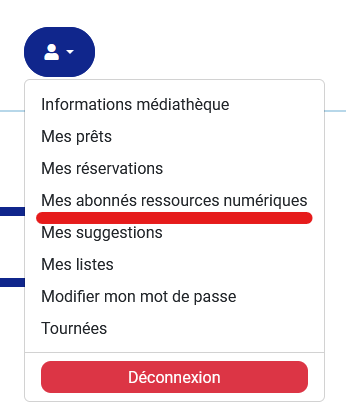 Informations médiathèque
Mes prêts
Mes réservations
Mes abonnés ressources numériques
Mes suggestions
Mes listes
Modifier mon mot de passe
Tournées
Déconnexion